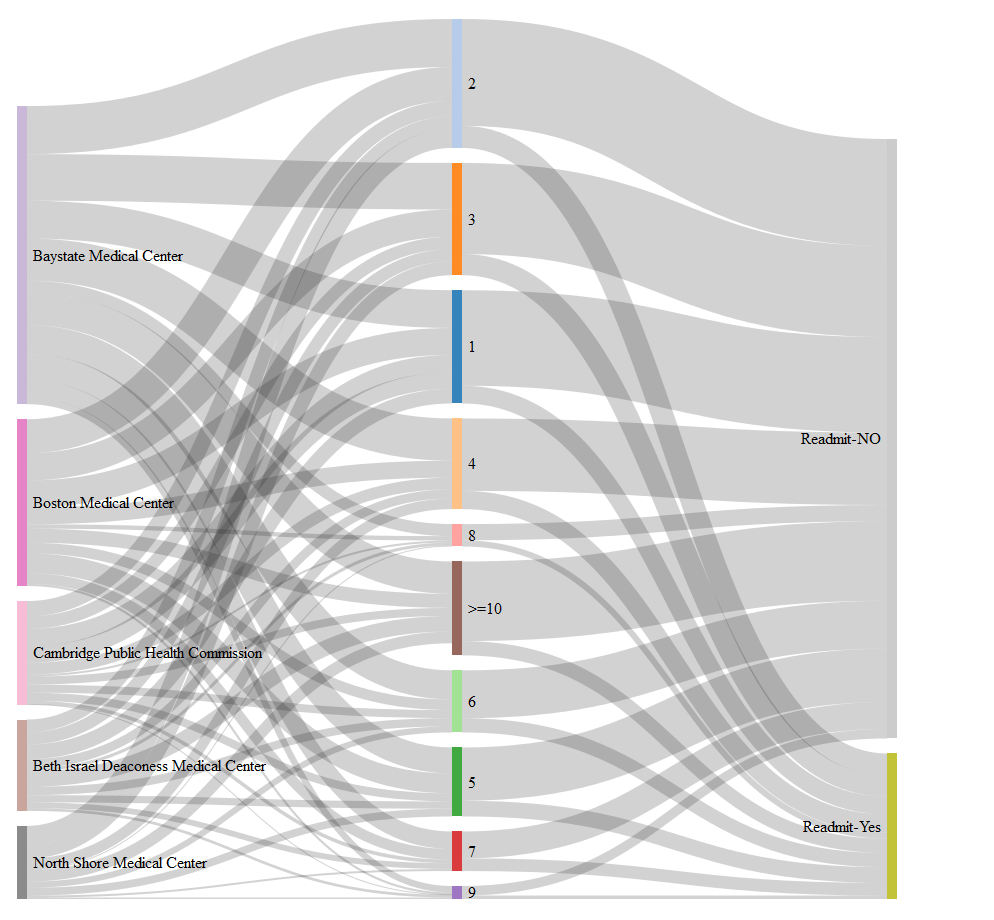 Baystate Medical Center
Boston Medical Center
Cambridge Public Health Commission
Beth Israel Deaconess Medical Center
North Shore Medical Center
2
3
1
4
8
>=10
6
5
7
9
Readmit-NO
Readmit-Yes